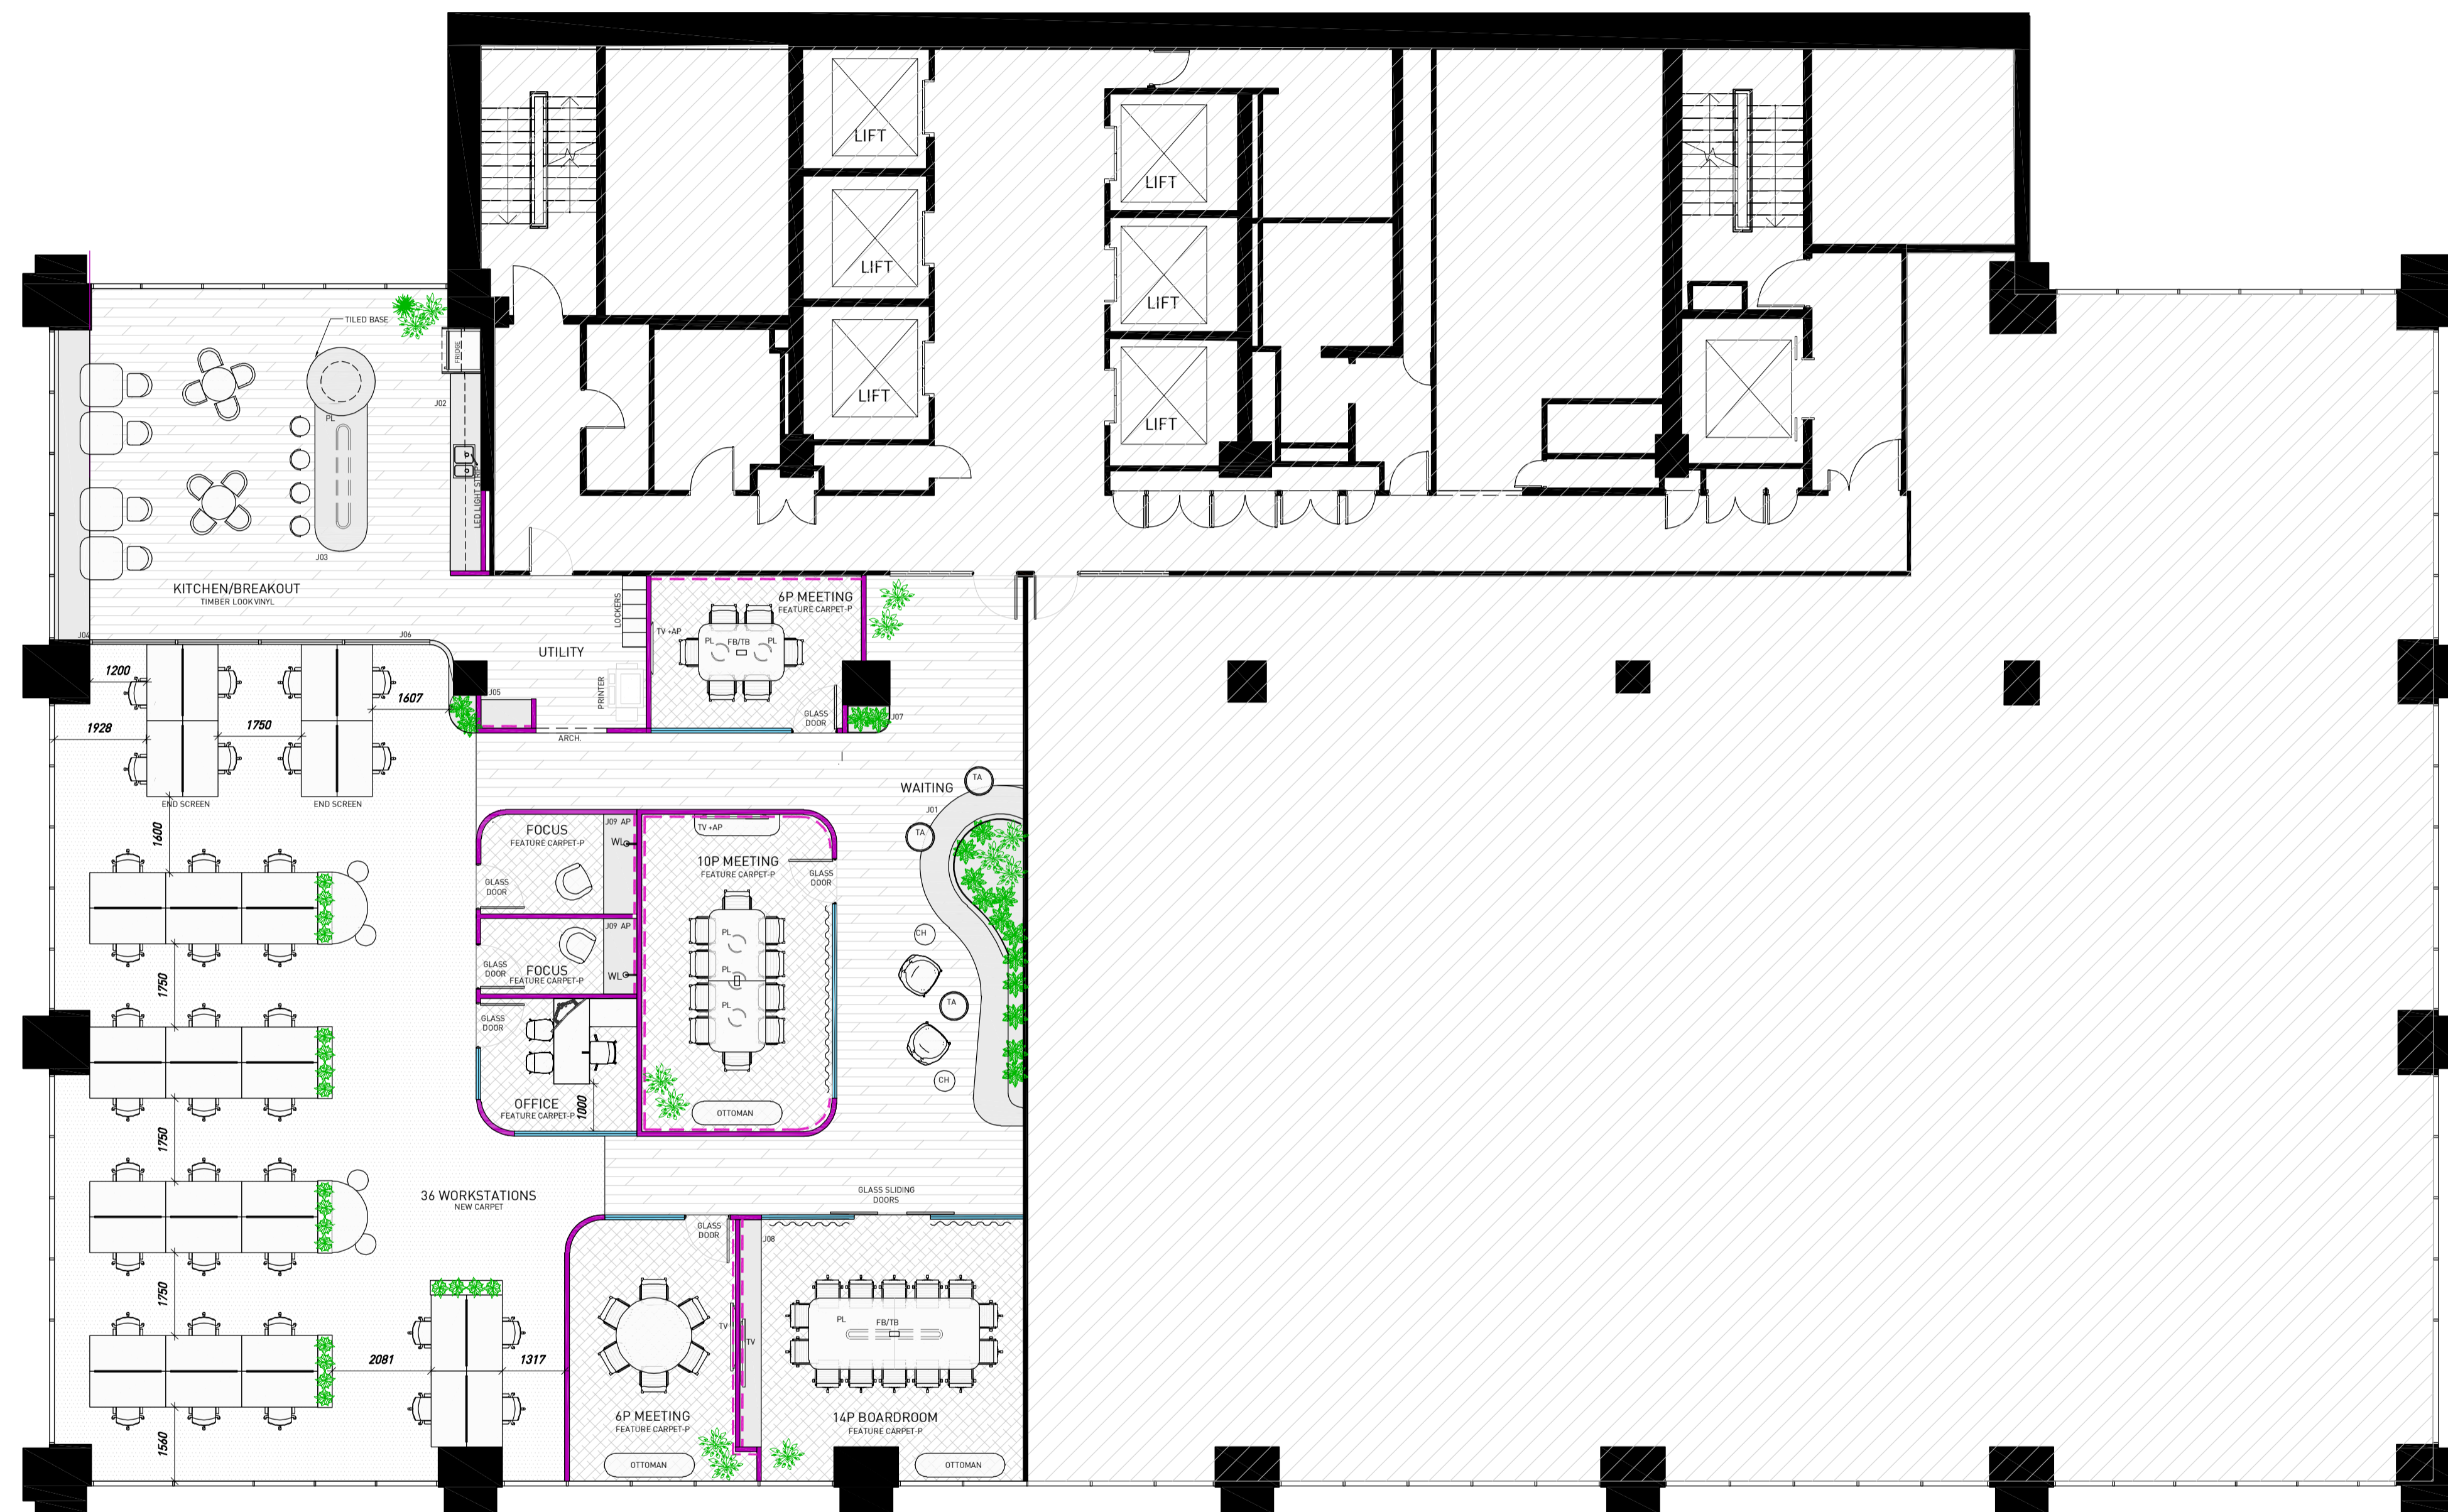 LIFT
LIFT
LIFT
LIFT
LIFT
LIFT
TILED BASE
FRIDGE
J02
PL
LED LIGHT STRIP
J03
KITCHEN/BREAKOUT
TIMBER LOOK VINYL
J04
J06
LOCKERS
6P MEETING
FEATURE CARPET-P
TV +AP
PL
FB/TB
PL
UTILITY
PRINTER
J05
GLASS
DOOR
J07
ARCH.
1200
1607
1928
1750
END SCREEN
END SCREEN
1600
WAITING
TA
J01
TA
FOCUS
FEATURE CARPET-P
J09 AP
WL
GLASS
DOOR
TV +AP
10P MEETING
FEATURE CARPET-P
GLASS
DOOR
PL
PL
PL
J09 AP
GLASS
DOOR
FOCUS
FEATURE CARPET-P
WL
CH
TA
CH
1750
GLASS
DOOR
OFFICE
FEATURE CARPET-P
1000
OTTOMAN
1750
36 WORKSTATIONS
NEW CARPET
GLASS SLIDING
DOORS
GLASS
DOOR
J08
1750
2081
1317
TV
TV
PL
FB/TB
6P MEETING
FEATURE CARPET-P
14P BOARDROOM
FEATURE CARPET-P
1560
OTTOMAN
OTTOMAN